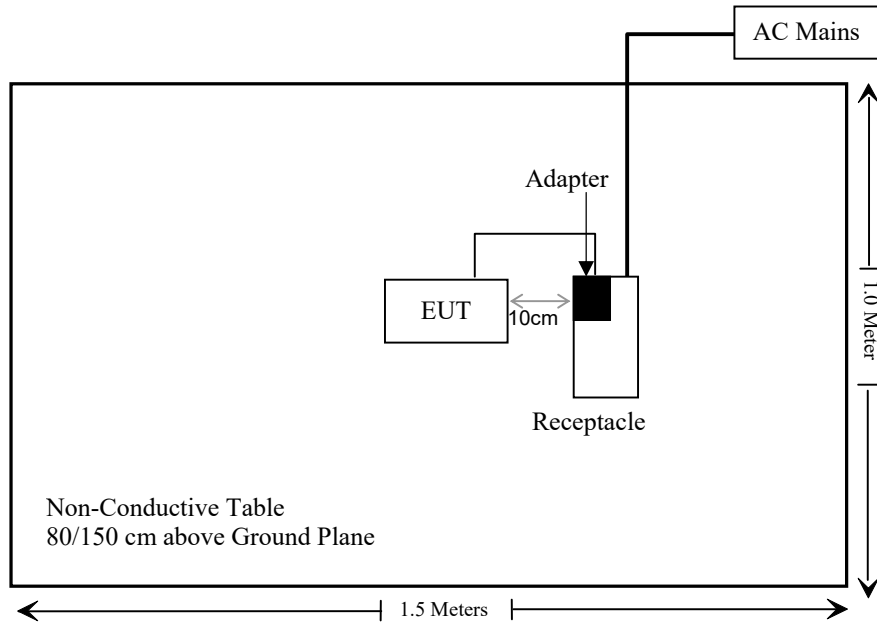 AC Mains
Adapter
EUT
10cm
1.0 Meter
Receptacle
Non-Conductive Table
80/150 cm above Ground Plane
1.5 Meters